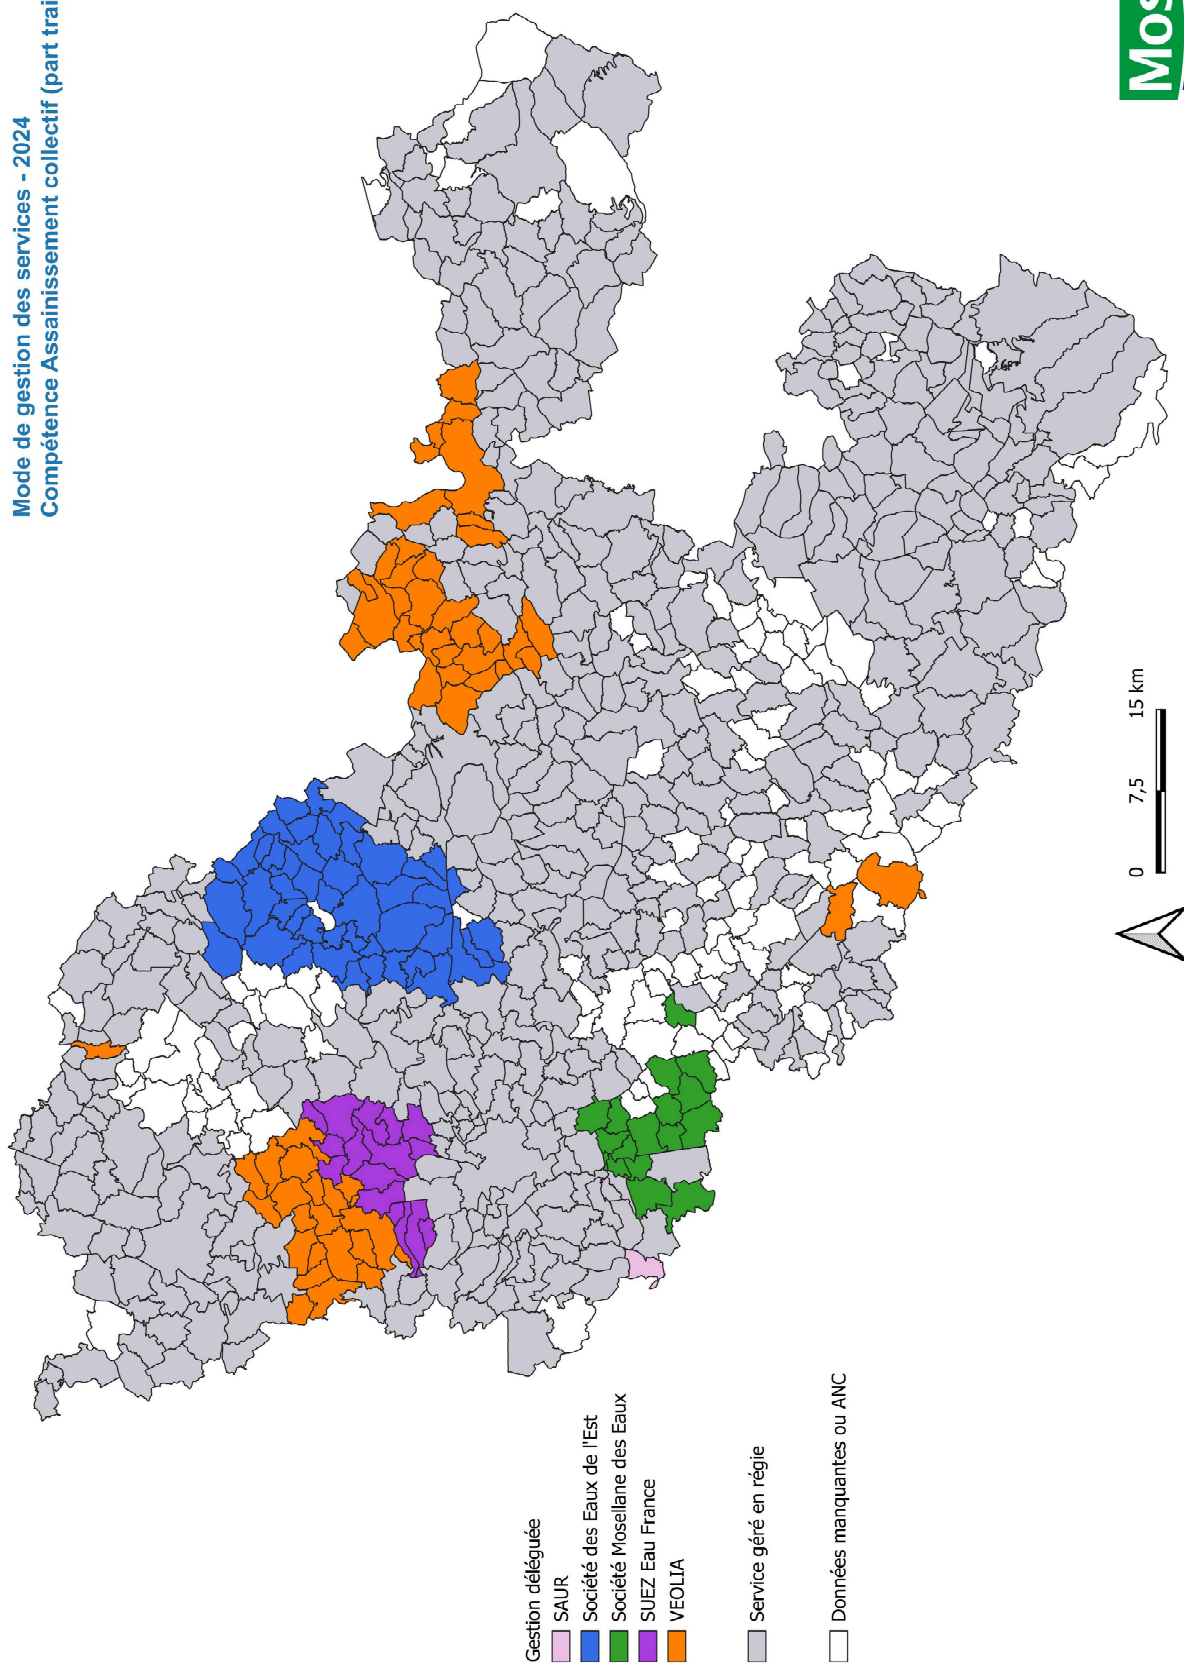 Mode de gestion des services - 2024
Compétence Assainissement collectif (part trai
Mos
Gestion déléguée
SAUR
Société des Eaux de l'Est
Société Mosellane des Eaux
SUEZ Eau France
VEOLIA
Service géré en régie
Données manquantes ou ANC
0 7,5 15 km